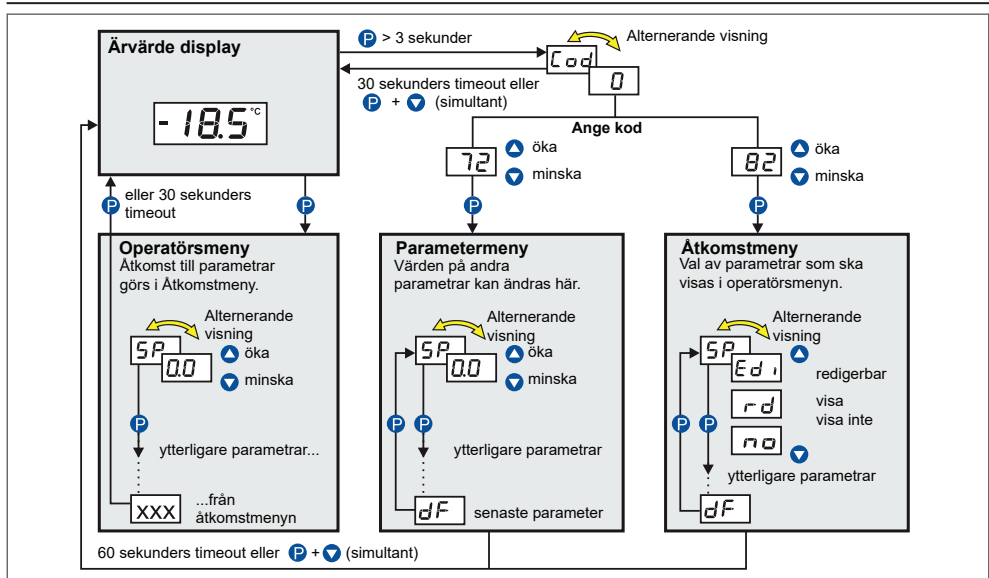 Ärvärde display
-18.5°C
P > 3 sekunder
Alternerande visning
Cod
0
30 sekunders timeout eller
P + (simultant)
Ange kod
72
öka
minska
82
öka
minska
P eller 30 sekunders
timeout
P
P
P
Operatörsmeny
Åtkomst till parametrar
görs i Åtkomstmeny.
Alternerande
visning
SP
0.0
öka
minska
P
ytterligare parametrar...
xxx
...från
åtkomstmenyn
Parametermeny
Värden på andra
parametrar kan ändras här.
Alternerande
visning
SP
0.0
öka
minska
P
P
ytterligare parametrar
dF
senaste parameter
Åtkomstmeny
Val av parametrar som ska
visas i operatörsmenyn.
Alternerande
visning
SP
Edi
redigerbar
rd
visa
visa inte
no
P
P
ytterligare parametrar
dF
60 sekunders timeout eller P + (simultant)